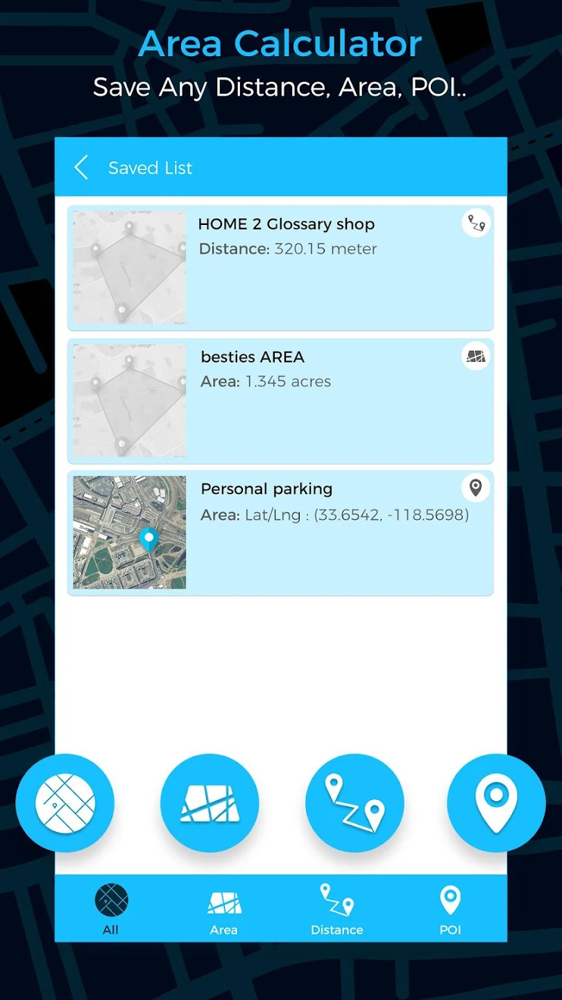 Area Calculator
Save Any Distance, Area, POI..
Saved List
HOME 2 Glossary shop
Distance: 320.15 meter
besties AREA
Area: 1.345 acres
Personal parking
Area: Lat/Lng : (33.6542, -118.5698)
All
Area
Distance
POI